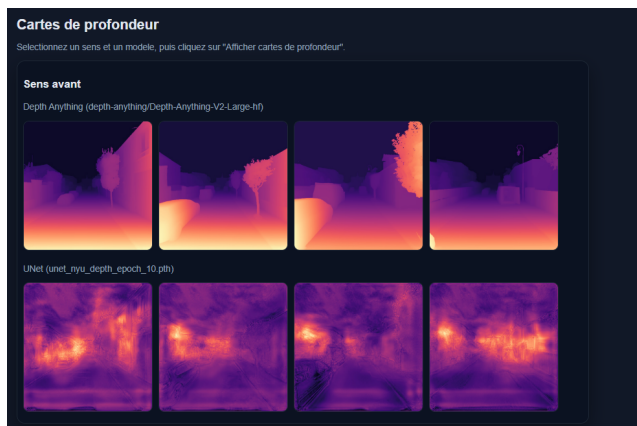 Cartes de profondeur
Selectionnez un sens et un modele, puis cliquez sur "Afficher cartes de profondeur".
Sens avant
Depth Anything (depth-anything/Depth-Anything-V2-Large-hf)
UNet (unet_nyu_depth_epoch_10.pth)